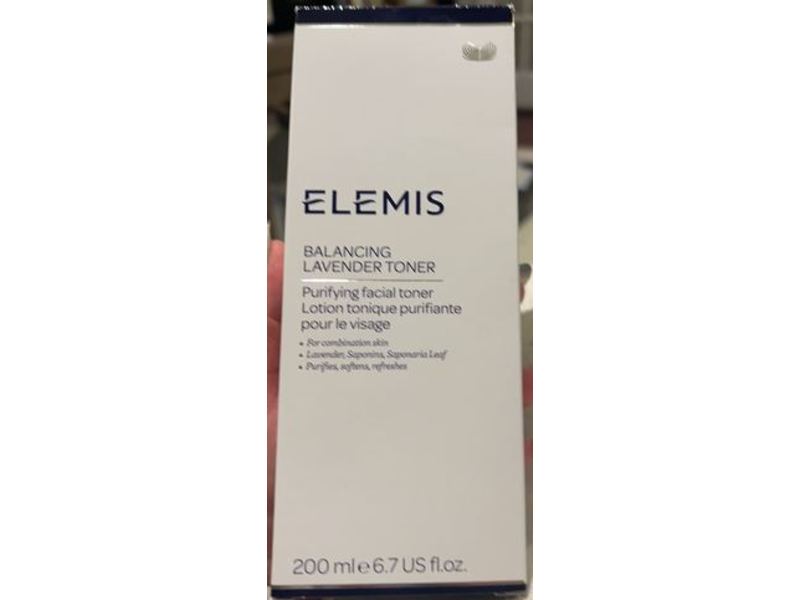 ELEMIS
BALANCING
LAVENDER TONER
Purifying facial toner
Lotion tonique purifiante
pour le visage
• For combination skin
• Lavender, Saponins, Saponaria Leaf
• Purifies, softens, refreshes
200 ml e 6.7 US fl.oz.